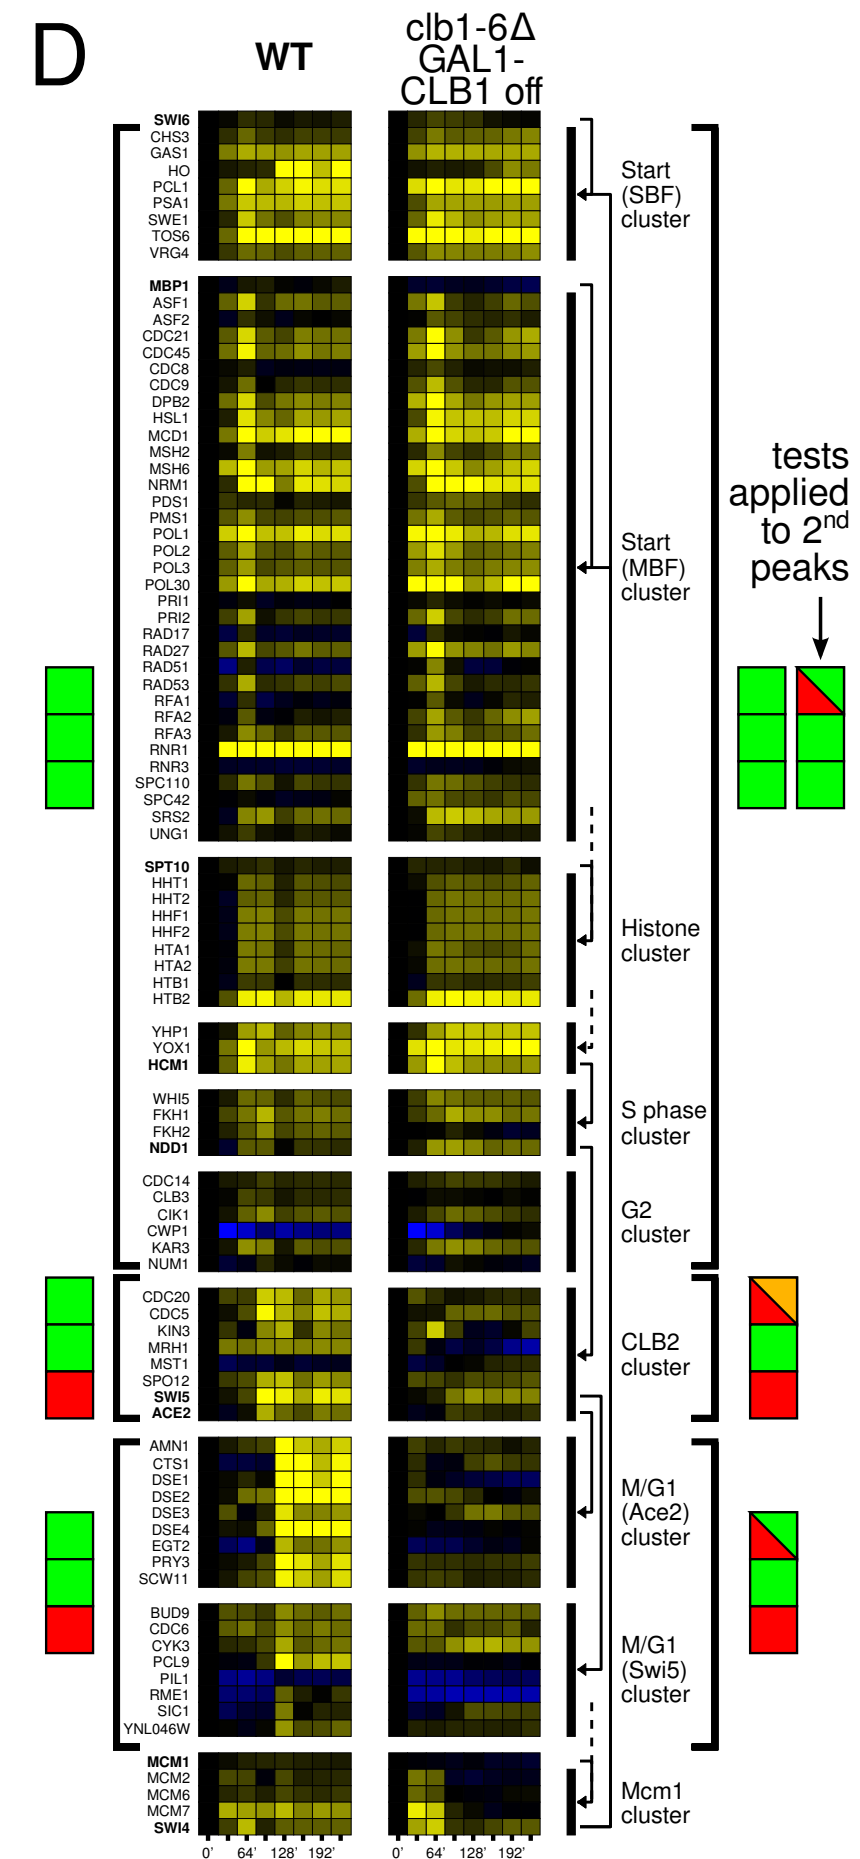 D
WT
clb1-6Δ
GAL1-
CLB1 off
SWI6
CHS3
GAS1
HO
PCL1
PSA1
SWE1
TOS6
VRG4
Start
(SBF)
cluster
MBP1
ASF1
ASF2
CDC21
CDC45
CDC8
CDC9
DPB2
HSL1
MCD1
MSH2
MSH6
NRM1
PDS1
PMS1
POL1
POL2
POL3
POL30
PRI1
PRI2
RAD17
RAD27
RAD51
RAD53
RFA1
RFA2
RFA3
RNR1
RNR3
SPC110
SPC42
SRS2
UNG1
Start
(MBF)
cluster
tests
applied
to 2nd
peaks
SPT10
HHT1
HHT2
HHF1
HHF2
HTA1
HTA2
HTB1
HTB2
Histone
cluster
YHP1
YOX1
HCM1
WHI5
FKH1
FKH2
NDD1
S phase
cluster
CDC14
CLB3
CIK1
CWP1
KAR3
NUM1
G2
cluster
CDC20
CDC5
KIN3
MRH1
MST1
SPO12
SWI5
ACE2
CLB2
cluster
AMN1
CTS1
DSE1
DSE2
DSE3
DSE4
EGT2
PRY3
SCW11
M/G1
(Ace2)
cluster
BUD9
CDC6
CYK3
PCL9
PIL1
RME1
SIC1
YNL046W
M/G1
(Swi5)
cluster
MCM1
MCM2
MCM6
MCM7
SWI4
Mcm1
cluster
0' 64' 128' 192'
0' 64' 128' 192'